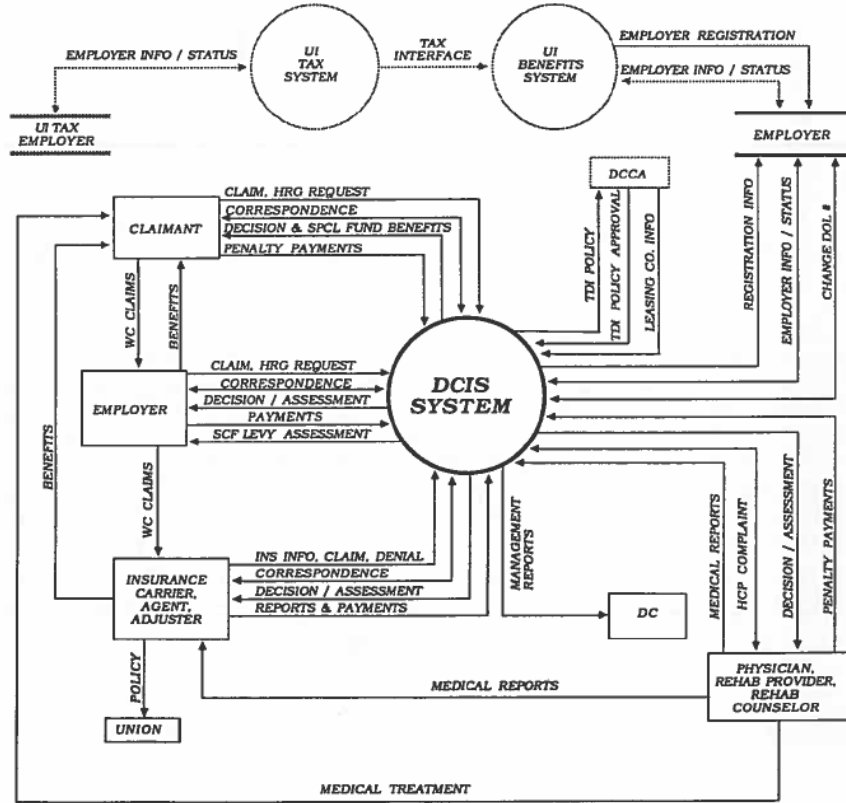 EMPLOYER INFO / STATUS
UI
TAX
SYSTEM
TAX
INTERFACE
UI
BENEFITS
SYSTEM
EMPLOYER REGISTRATION
EMPLOYER INFO / STATUS
UI TAX
EMPLOYER
EMPLOYER
DCCA
CLAIMANT
CLAIM, HRG REQUEST
CORRESPONDENCE
DECISION & SPCL FUND BENEFITS
PENALTY PAYMENTS
TDI POLICY
TDI POLICY APPROVAL
LEASING CO. INFO
REGISTRATION INFO
EMPLOYER INFO / STATUS
CHANGE DOL #
WC CLAIMS
BENEFITS
DCIS
SYSTEM
EMPLOYER
CLAIM, HRG REQUEST
CORRESPONDENCE
DECISION / ASSESSMENT
PAYMENTS
SCF LEVY ASSESSMENT
BENEFITS
WC CLAIMS
INSURANCE
CARRIER,
AGENT,
ADJUSTER
INS INFO, CLAIM, DENIAL
CORRESPONDENCE
DECISION / ASSESSMENT
REPORTS & PAYMENTS
MANAGEMENT
REPORTS
DC
MEDICAL REPORTS
HCP COMPLAINT
DECISION / ASSESSMENT
PENALTY PAYMENTS
PHYSICIAN,
REHAB PROVIDER,
REHAB
COUNSELOR
MEDICAL REPORTS
POLICY
UNION
MEDICAL TREATMENT